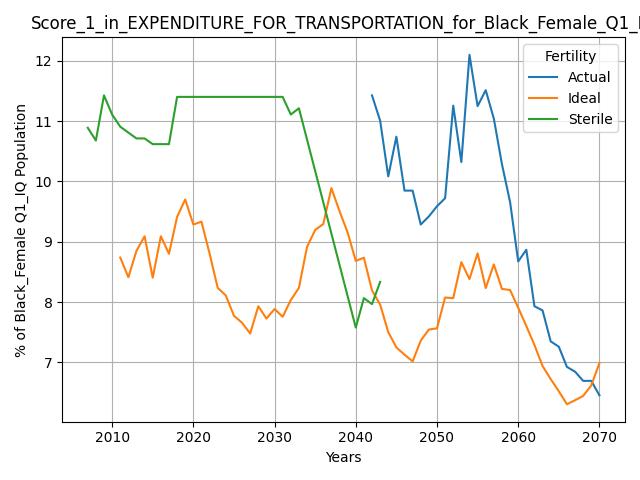 Score_1_in_EXPENDITURE_FOR_TRANSPORTATION_for_Black_Female_Q1_I
Fertility
Actual
Ideal
Sterile
% of Black_Female Q1_IQ Population
12
11
10
9
8
7
2010 2020 2030 2040 2050 2060 2070
Years